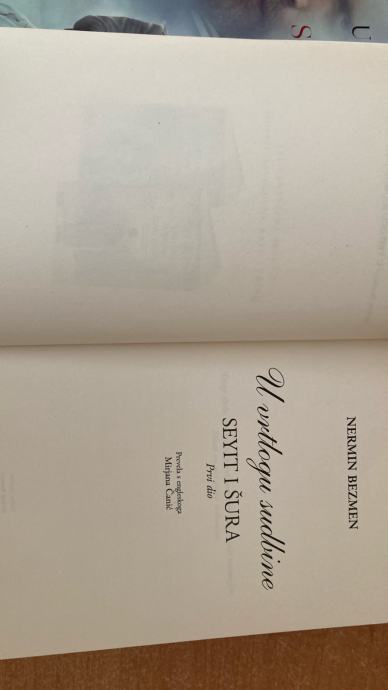 NERMIN BEZMEN
U vrtlogu sudbine
SEYIT I ŠURA
Prvi dio
Prevela s engleskoga
Mirjana Čanić
U
S